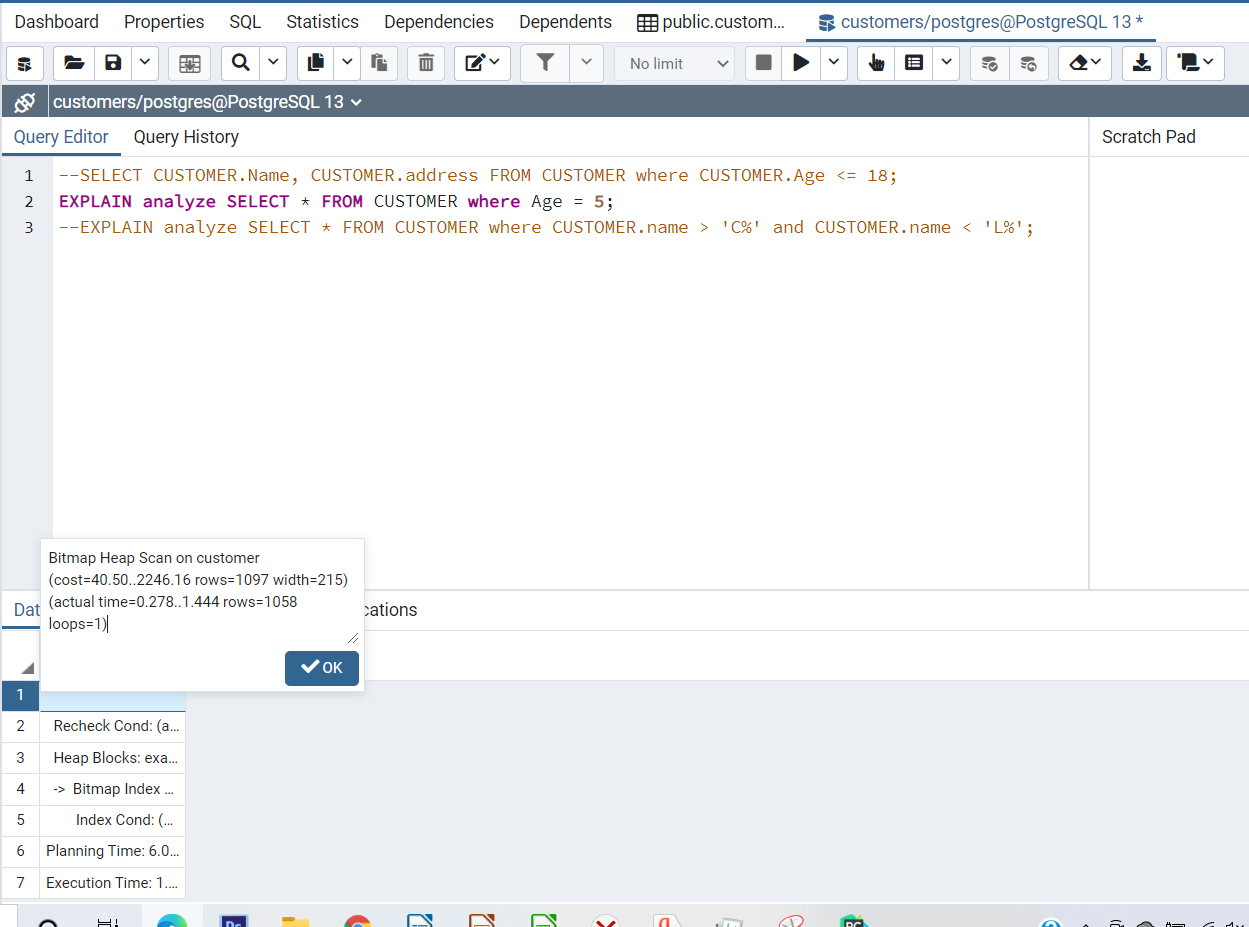 Dashboard Properties SQL Statistics Dependencies Dependents public.custom... customers/postgres@PostgreSQL 13 *
No limit
customers/postgres@PostgreSQL 13
Query Editor Query History Scratch Pad
1 --SELECT CUSTOMER.Name, CUSTOMER.address FROM CUSTOMER where CUSTOMER.Age <= 18;
2 EXPLAIN analyze SELECT * FROM CUSTOMER where Age = 5;
3 --EXPLAIN analyze SELECT * FROM CUSTOMER where CUSTOMER.name > 'C%' and CUSTOMER.name < 'L%';
Bitmap Heap Scan on customer
(cost=40.50..2246.16 rows=1097 width=215)
(actual time=0.278..1.444 rows=1058
loops=1)
OK
Dat cations
1
2 Recheck Cond: (a...
3 Heap Blocks: exa...
4 -> Bitmap Index ...
5 Index Cond: (...
6 Planning Time: 6.0...
7 Execution Time: 1....